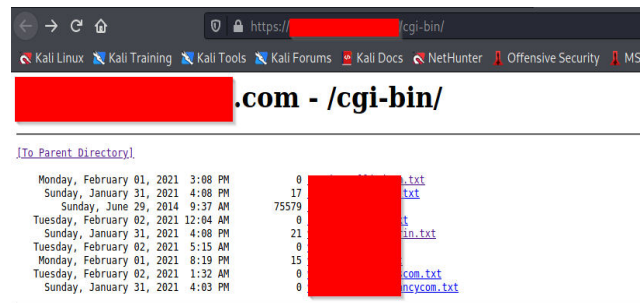 https:// /cgi-bin/
Kali Linux Kali Training Kali Tools Kali Forums Kali Docs NetHunter Offensive Security MS
.com - /cgi-bin/
[To Parent Directory]
Monday, February 01, 2021 3:08 PM 0 .txt
Sunday, January 31, 2021 4:08 PM 17 txt
Sunday, June 29, 2014 9:37 AM 75579
Tuesday, February 02, 2021 12:04 AM 0 t
Sunday, January 31, 2021 4:08 PM 21 in.txt
Tuesday, February 02, 2021 5:15 AM 0
Monday, February 01, 2021 8:19 PM 15
Tuesday, February 02, 2021 1:32 AM 0 com.txt
Sunday, January 31, 2021 4:03 PM 0 ncycom.txt